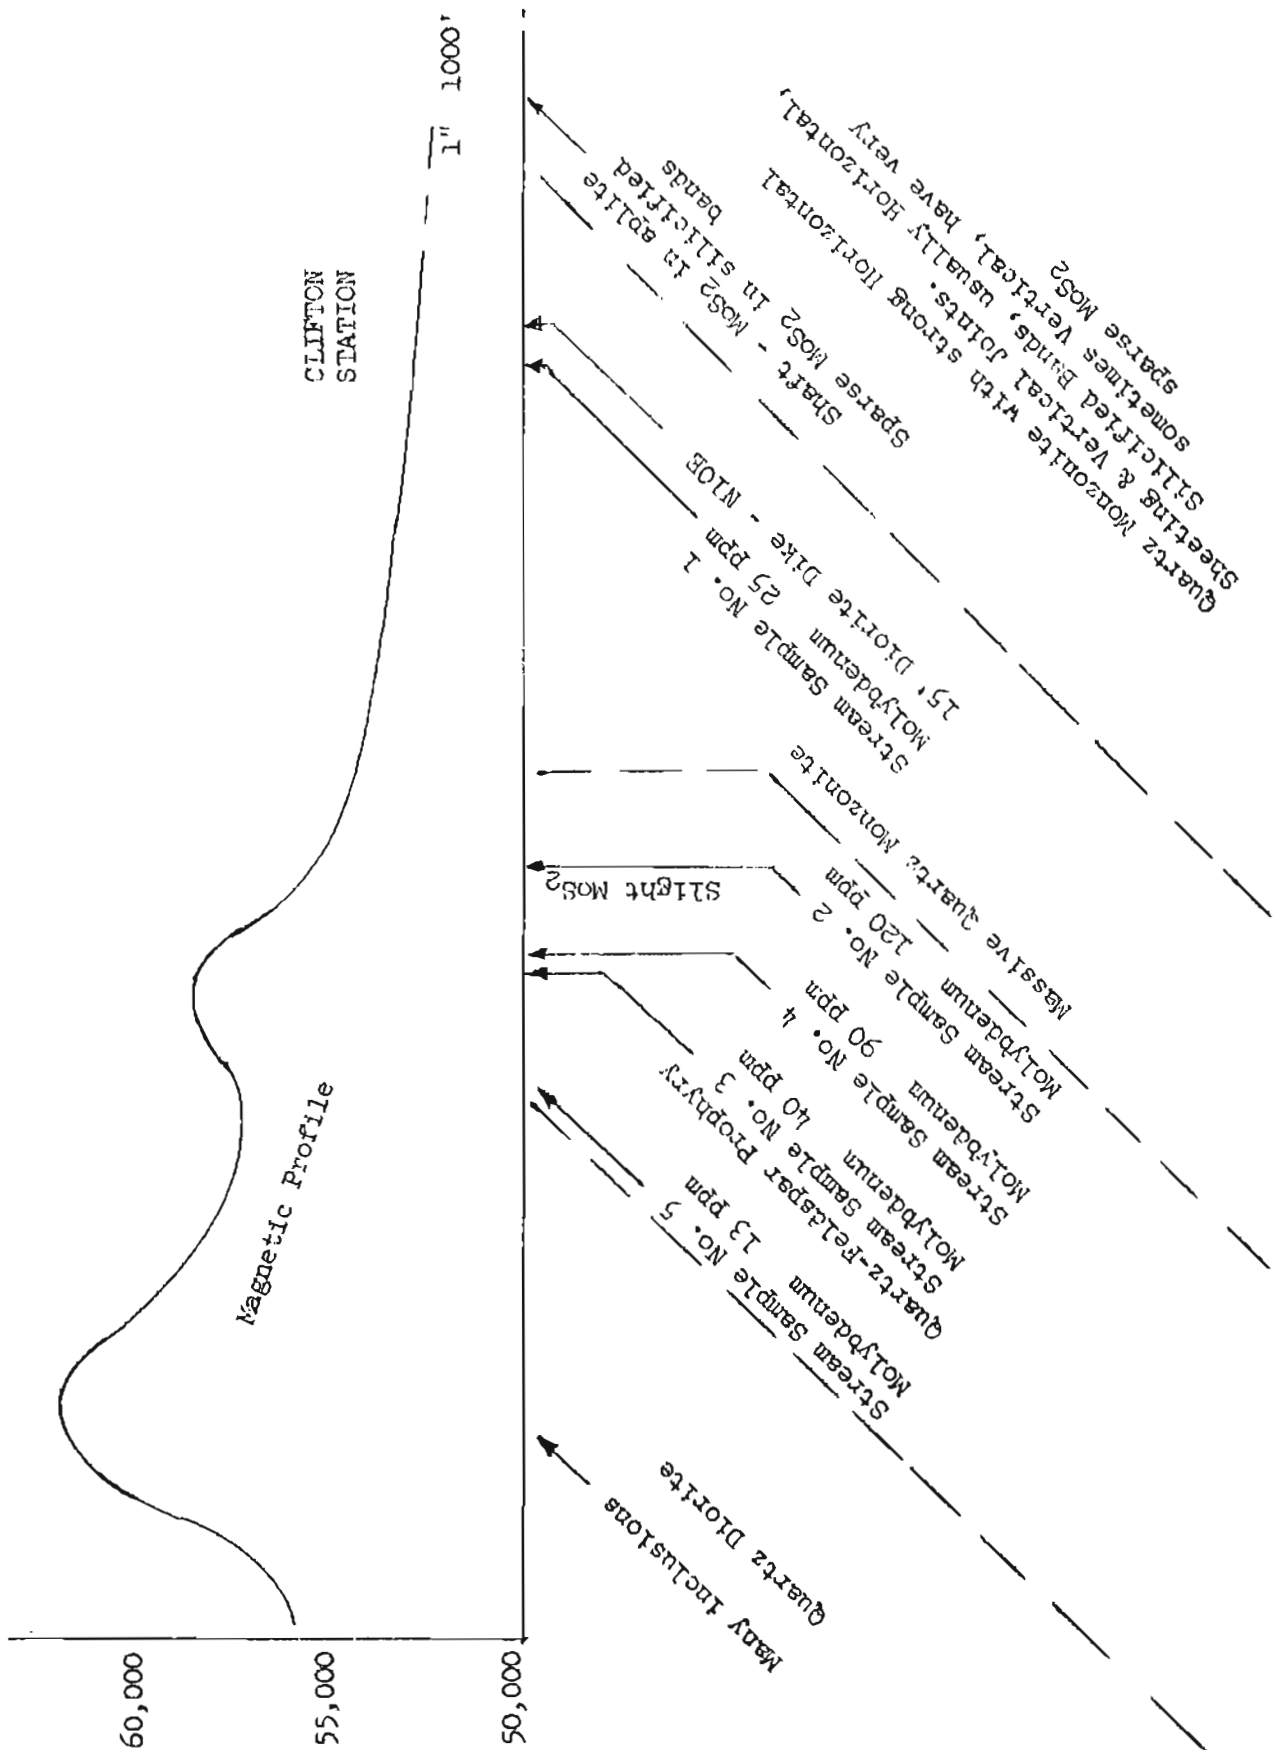 60,000
55,000
50,000
Magnetic Profile
CLIFTON
STATION
1" 1000'
Many inclusions
Quartz Diorite
Stream Sample No. 5
Molybdenum 13 ppm
Quartz-Feldspar Prophyry
Stream Sample No. 3
Molybdenum 40 ppm
Stream Sample No. 4
Molybdenum 90 ppm
Slight MoS2
Stream Sample No. 2
Molybdenum 120 ppm
Massive Quartz Monzonite
Stream Sample No. 1
Molybdenum 25 ppm
15' Diorite Dike - N10E
Shaft - MoS2 in aplite
Sparse MoS2 in silicified
bands
Quartz Monzonite with strong Horizontal
Sheeting & Vertical Joints.
Silicified Bands, usually Horizontal,
sometimes Vertical, have very
sparse MoS2